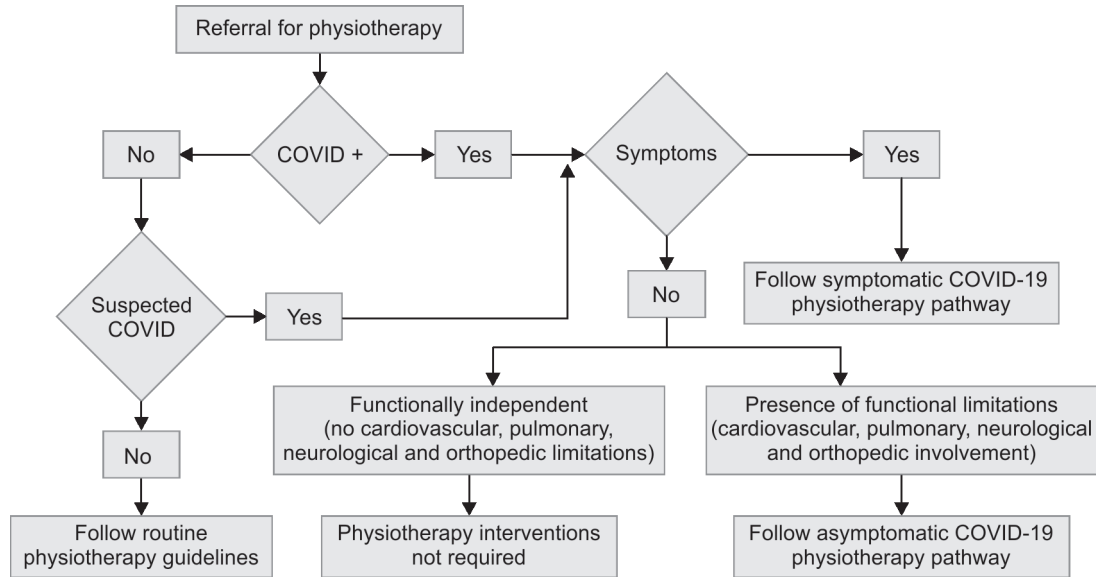 Referral for physiotherapy
No
COVID +
Yes
Symptoms
Yes
Suspected
COVID
Yes
No
Follow symptomatic COVID-19
physiotherapy pathway
No
Functionally independent
(no cardiovascular, pulmonary,
neurological and orthopedic limitations)
Presence of functional limitations
(cardiovascular, pulmonary, neurological
and orthopedic involvement)
Follow routine
physiotherapy guidelines
Physiotherapy interventions
not required
Follow asymptomatic COVID-19
physiotherapy pathway